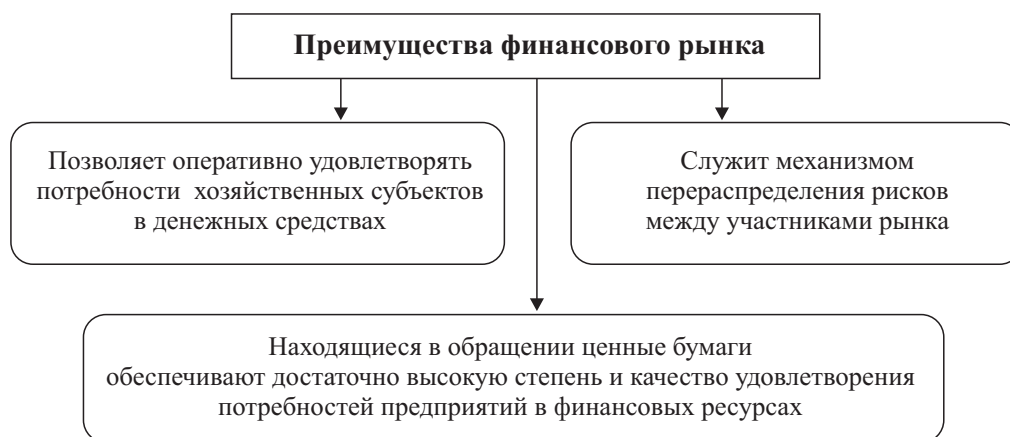 Преимущества финансового рынка
Позволяет оперативно удовлетворять
потребности хозяйственных субъектов
в денежных средствах
Служит механизмом
перераспределения рисков
между участниками рынка
Находящиеся в обращении ценные бумаги
обеспечивают достаточно высокую степень и качество удовлетворения
потребностей предприятий в финансовых ресурсах